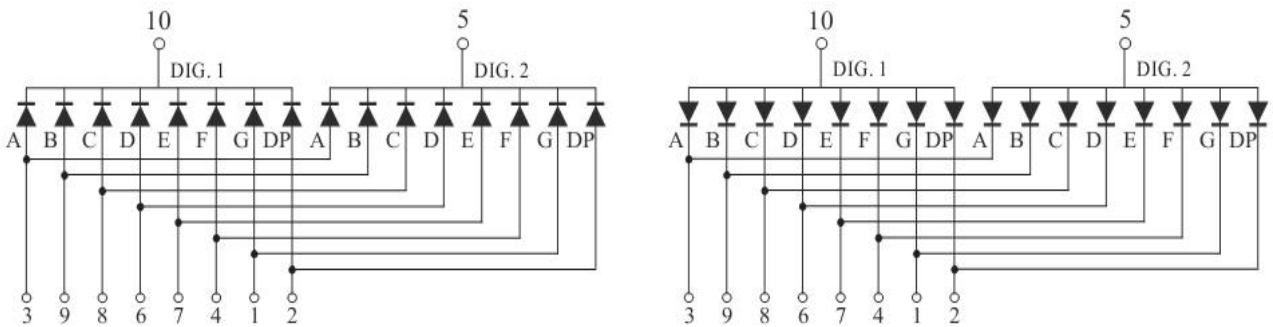 10 5
DIG. 1 DIG. 2
A B C D E F G DP A B C D E F G DP
3 9 8 6 7 4 1 2
10 5
DIG. 1 DIG. 2
A B C D E F G DP A B C D E F G DP
3 9 8 6 7 4 1 2